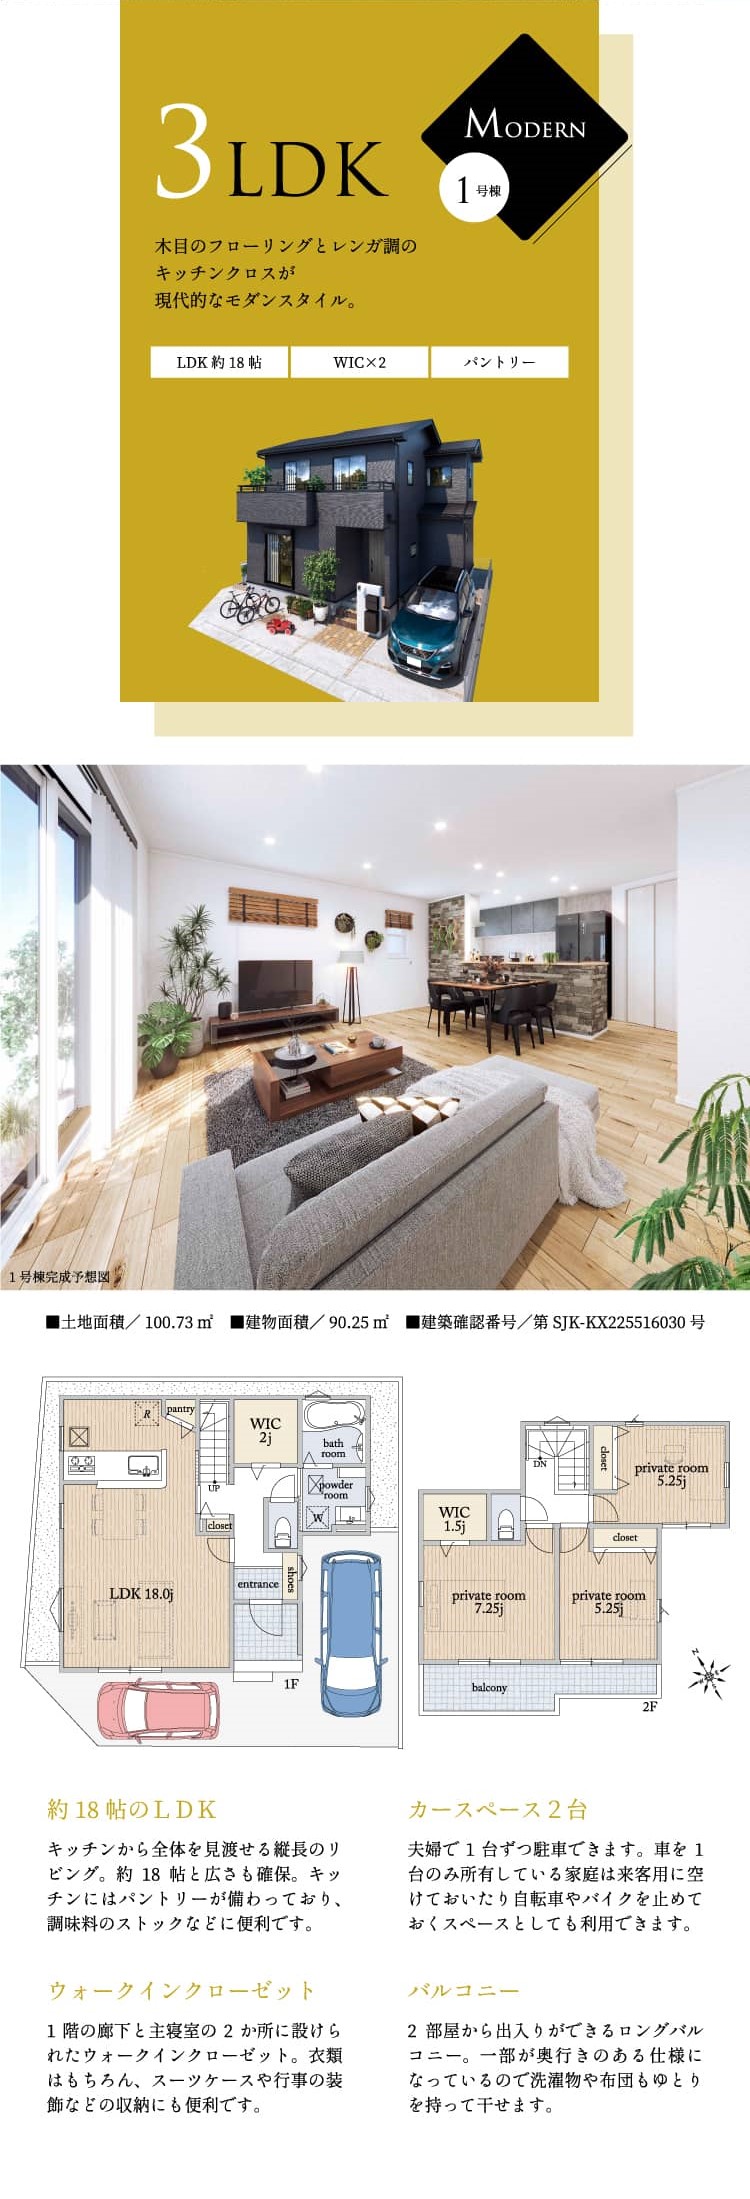 3LDK
MODERN
1号棟
木目のフローリングとレンガ調の
キッチンクロスが
現代的なモダンスタイル。
LDK 約 18 帖
WIC×2
パントリー
1 号棟完成予想図
■土地面積／ 100.73 ㎡ ■建物面積／ 90.25 ㎡ ■建築確認番号／第 SJK-KX225516030 号
R
pantry
WIC
2j
bath
room
powder
room
W
UP
closet
LDK 18.0j
entrance
shoes
1F
DN
closet
private room
5.25j
WIC
1.5j
closet
private room
7.25j
private room
5.25j
balcony
2F
N
約 18 帖のＬＤＫ
キッチンから全体を見渡せる縦長のリ
ビング。約 18 帖と広さも確保。キッ
チンにはパントリーが備わっており、
調味料のストックなどに便利です。
カースペース２台
夫婦で 1 台ずつ駐車できます。車を 1
台のみ所有している家庭は来客用に空
けておいたり自転車やバイクを止めて
おくスペースとしても利用できます。
ウォークインクローゼット
1 階の廊下と主寝室の 2 か所に設けら
れたウォークインクローゼット。衣類
はもちろん、スーツケースや行事の装
飾などの収納にも便利です。
バルコニー
2 部屋から出入りができるロングバル
コニー。一部が奥行きのある仕様に
なっているので洗濯物や布団もゆとり
を持って干せます。